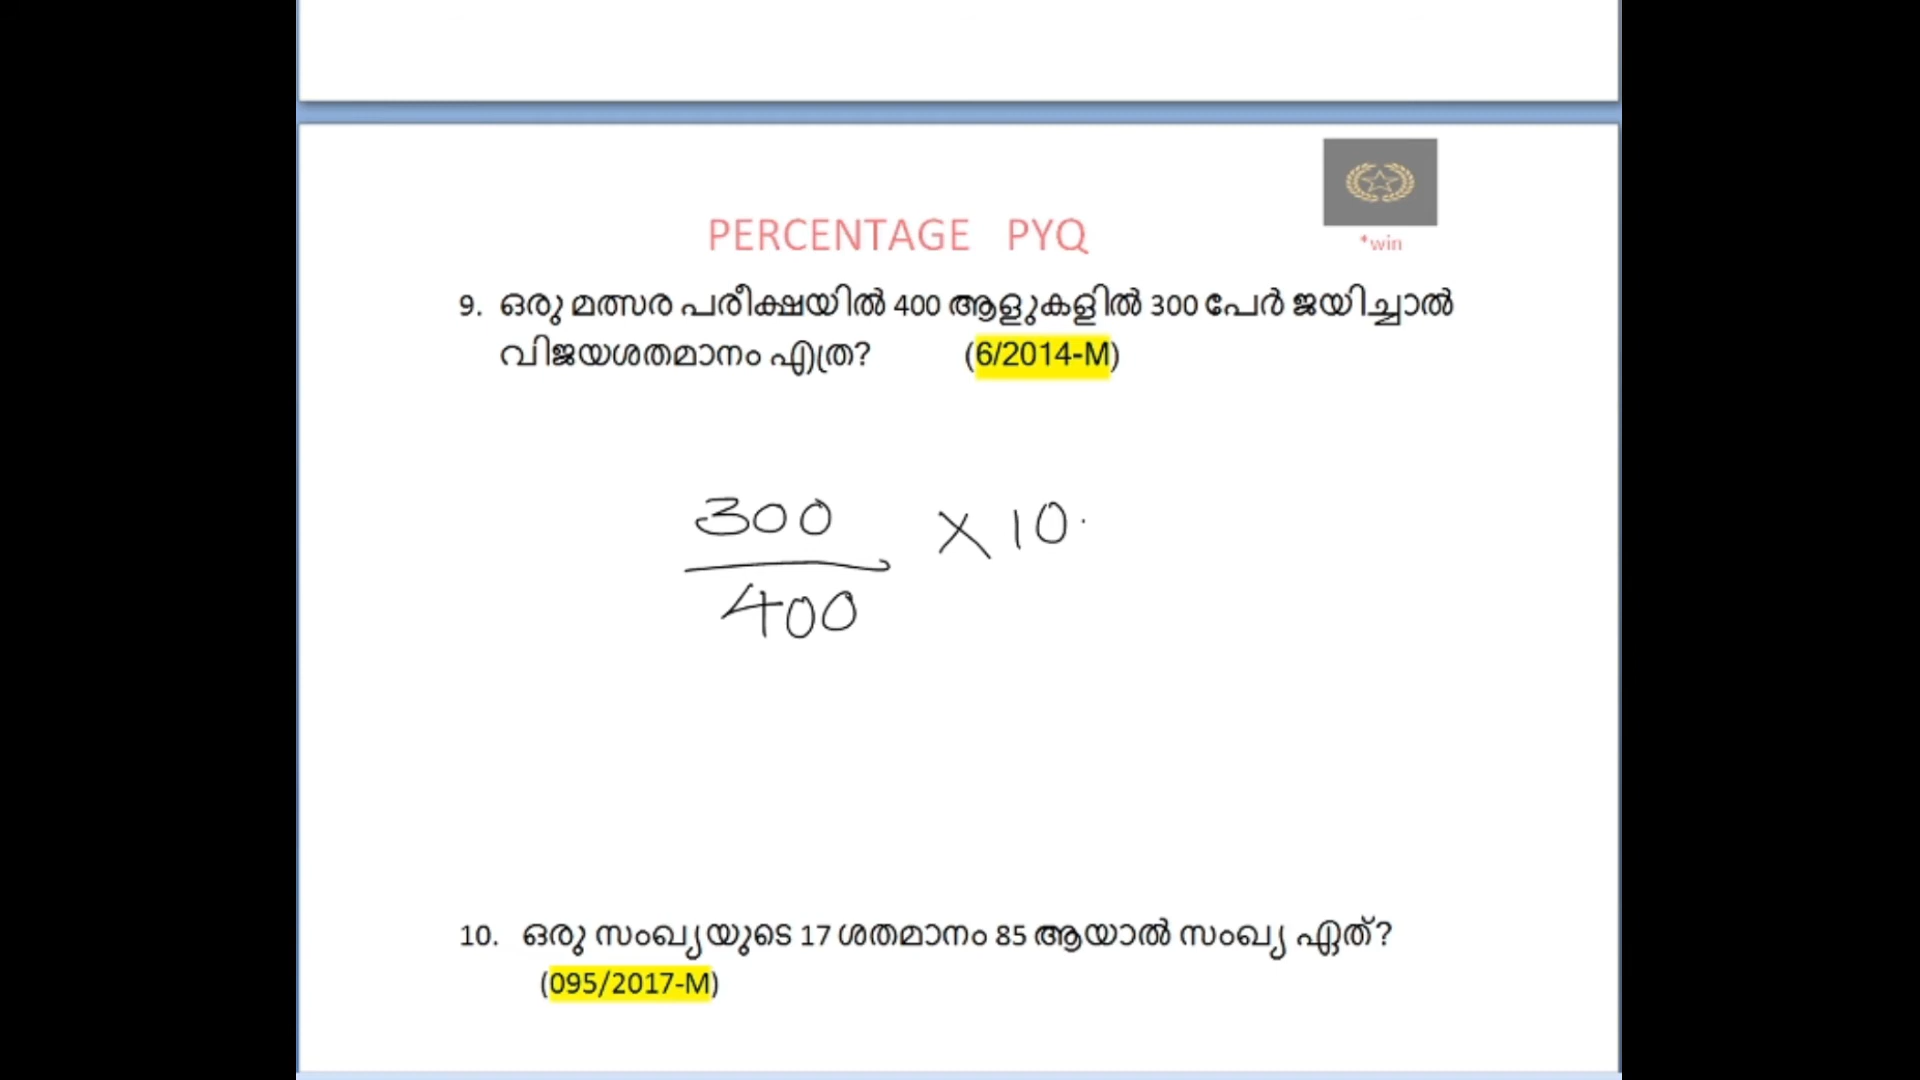 *win
PERCENTAGE PYQ
9. ഒരു മത്സര പരീക്ഷയിൽ 400 ആളുകളിൽ 300 പേർ ജയിച്ചാൽ
വിജയശതമാനം എത്ര? (6/2014-M)
300
× 10
400
10. ഒരു സംഖ്യയുടെ 17 ശതമാനം 85 ആയാൽ സംഖ്യ ഏത്?
(095/2017-M)